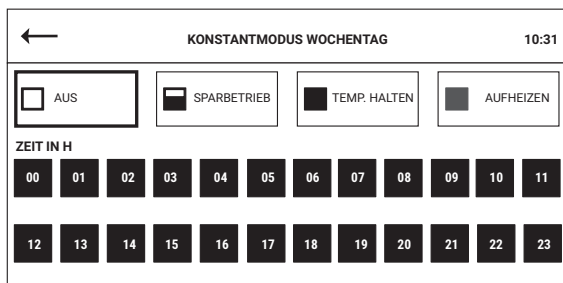 KONSTANTMODUS WOCHENTAG 10:31
AUS SPARBETRIEB TEMP. HALTEN AUFHEIZEN
ZEIT IN H
00 01 02 03 04 05 06 07 08 09 10 11
12 13 14 15 16 17 18 19 20 21 22 23